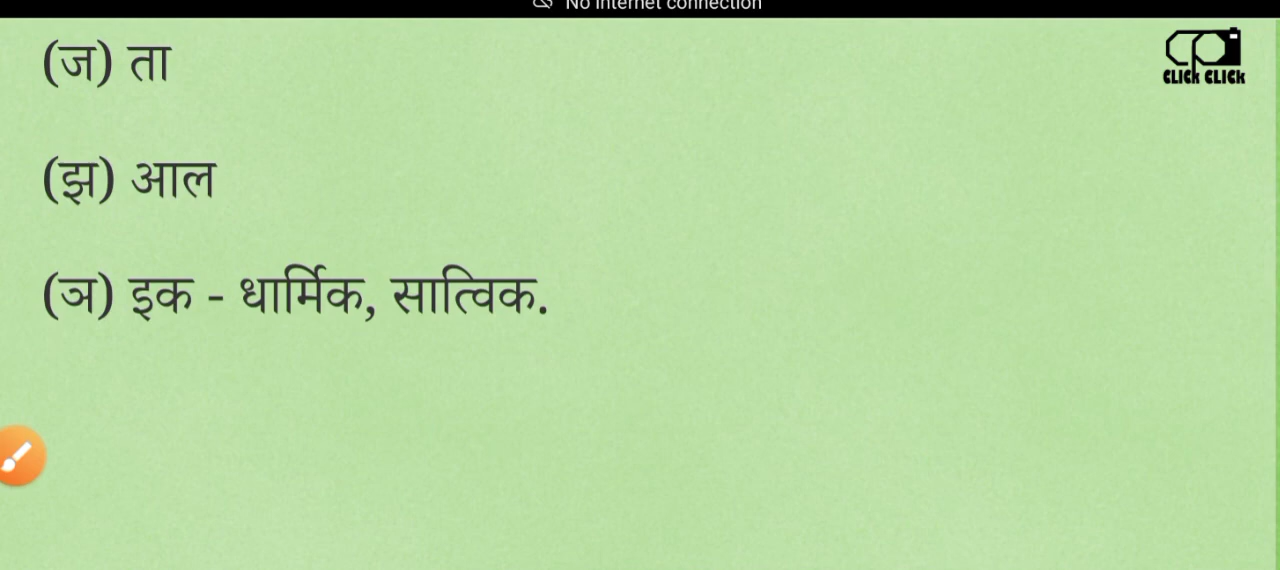 No internet connection
(ज) ता
CLICK CLICK
(झ) आल
(ञ) इक - धार्मिक, सात्विक.